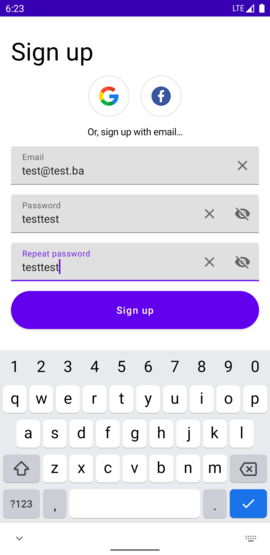 6:23
LTE
Sign up
Or, sign up with email...
Email
test@test.ba
Password
testtest
Repeat password
testtest
Sign up
1 2 3 4 5 6 7 8 9 0
q w e r t y u i o p
a s d f g h j k l
z x c v b n m
?123 , .